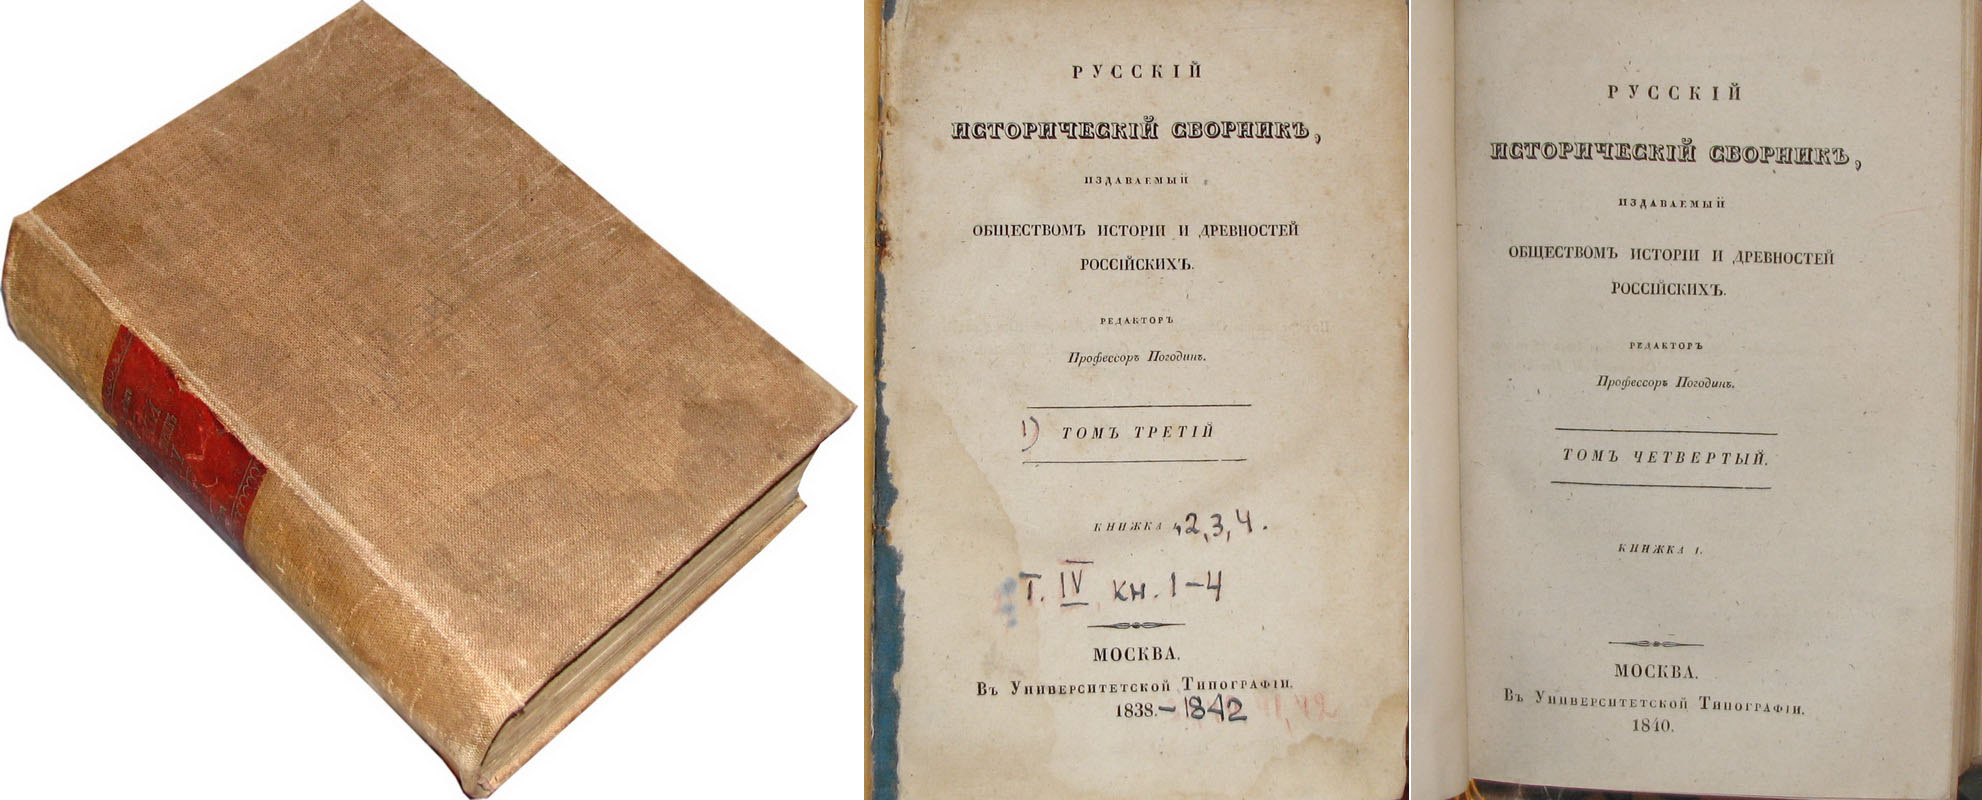 РУССКІЙ
ИСТОРИЧЕСКІЙ СБОРНИКЪ,
ИЗДАВАЕМЫЙ
ОБЩЕСТВОМЪ ИСТОРІИ И ДРЕВНОСТЕЙ
РОССІЙСКИХЪ.
РЕДАКТОРЪ
Профессоръ Погодинъ.
1) ТОМЪ ТРЕТІЙ
КНИЖКА 2, 3, 4.
Т. IV кн. 1-4
МОСКВА.
Въ Университетской Типографіи.
1838.-1842 41,42
РУССКІЙ
ИСТОРИЧЕСКІЙ СБОРНИКЪ,
ИЗДАВАЕМЫЙ
ОБЩЕСТВОМЪ ИСТОРІИ И ДРЕВНОСТЕЙ
РОССІЙСКИХЪ.
РЕДАКТОРЪ
Профессоръ Погодинъ.
ТОМЪ ЧЕТВЕРТЫЙ.
КНИЖКА 1.
МОСКВА.
Въ Университетской Типографіи.
1840.